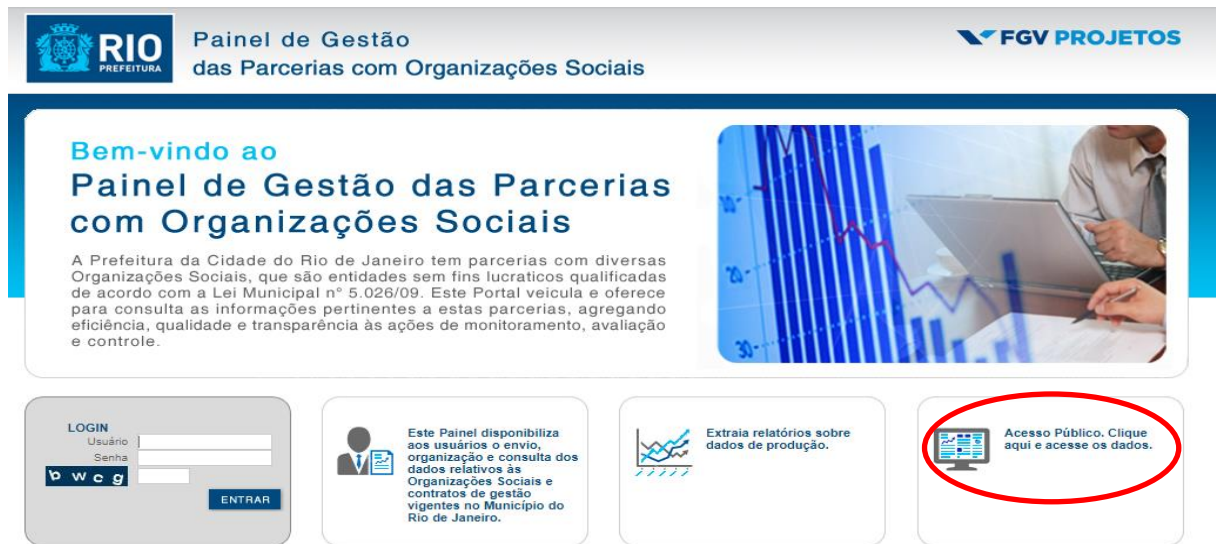 RIO
PREFEITURA
Painel de Gestão
das Parcerias com Organizações Sociais
FGV PROJETOS
Bem-vindo ao
Painel de Gestão das Parcerias
com Organizações Sociais
A Prefeitura da Cidade do Rio de Janeiro tem parcerias com diversas
Organizações Sociais, que são entidades sem fins lucraticos qualificadas
de acordo com a Lei Municipal n° 5.026/09. Este Portal veicula e oferece
para consulta as informações pertinentes a estas parcerias, agregando
eficiência, qualidade e transparência às ações de monitoramento, avaliação
e controle.
10
20
30
LOGIN
Usuário
Senha
b w c g
ENTRAR
Este Painel disponibiliza
aos usuários o envio,
organização e consulta dos
dados relativos às
Organizações Sociais e
contratos de gestão
vigentes no Município do
Rio de Janeiro.
Extraia relatórios sobre
dados de produção.
Acesso Público. Clique
aqui e acesse os dados.